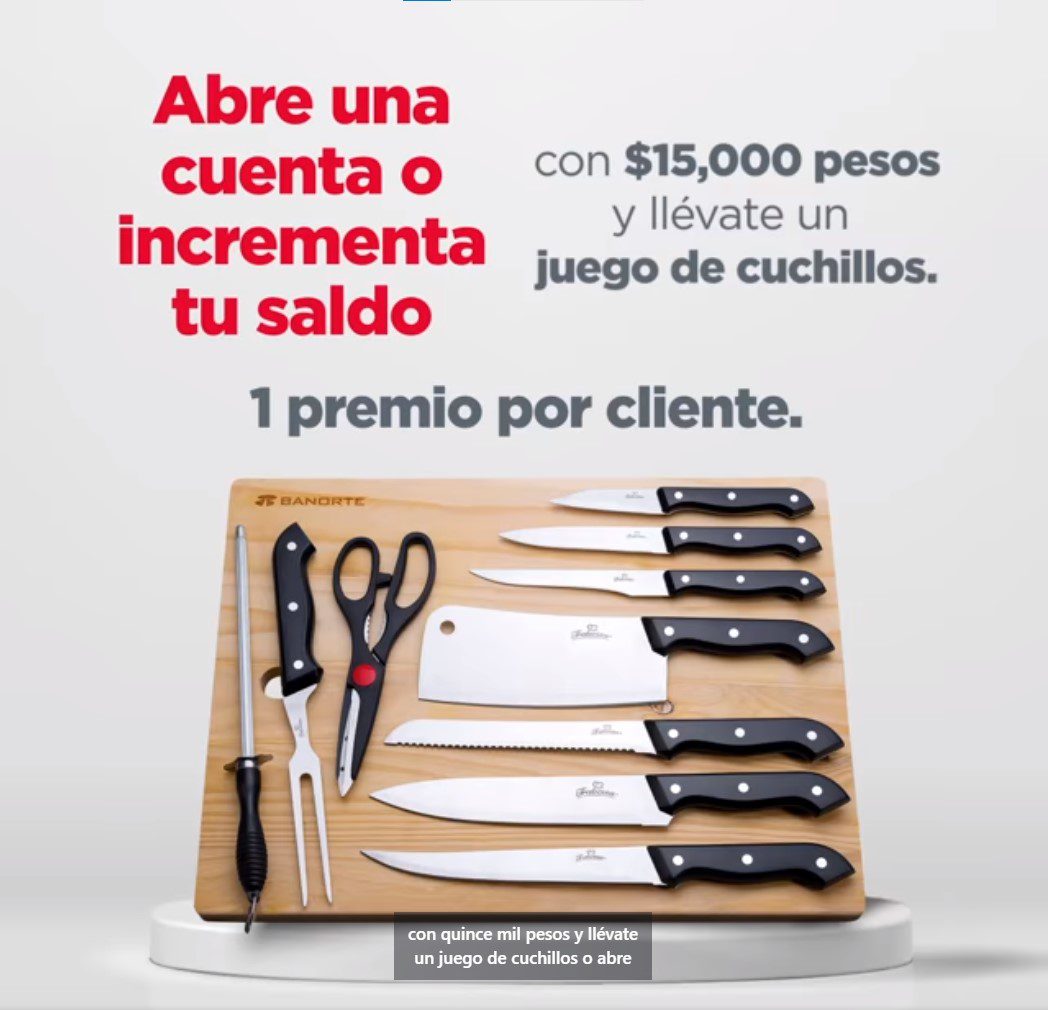 Abre una
cuenta o
incrementa
tu saldo
con $15,000 pesos
y llévate un
juego de cuchillos.
1 premio por cliente.
BANORTE
con quince mil pesos y llévate
un juego de cuchillos o abre